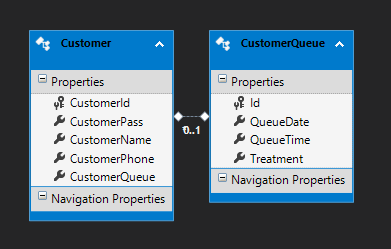 Customer
Properties
CustomerId
CustomerPass
CustomerName
CustomerPhone
CustomerQueue
Navigation Properties
0..1
CustomerQueue
Properties
Id
QueueDate
QueueTime
Treatment
Navigation Properties